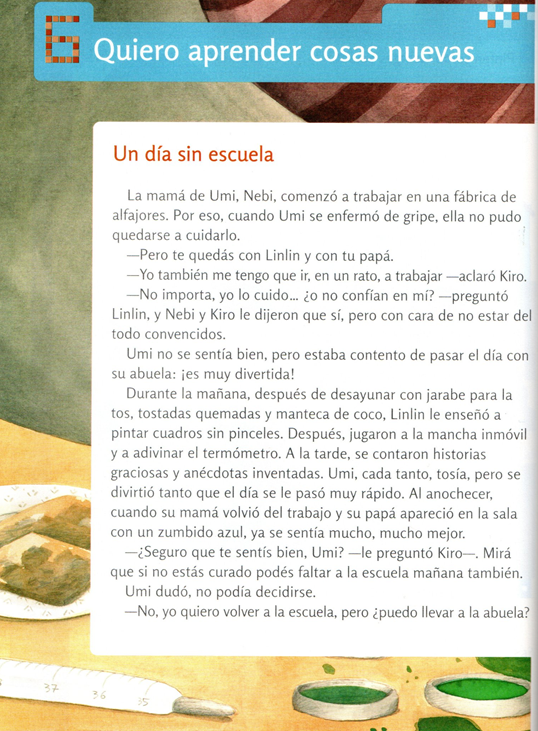 6
Quiero aprender cosas nuevas
Un día sin escuela
La mamá de Umi, Nebi, comenzó a trabajar en una fábrica de
alfajores. Por eso, cuando Umi se enfermó de gripe, ella no pudo
quedarse a cuidarlo.
—Pero te quedás con Linlin y con tu papá.
—Yo también me tengo que ir, en un rato, a trabajar —aclaró Kiro.
—No importa, yo lo cuido... ¿o no confían en mí? —preguntó
Linlin, y Nebi y Kiro le dijeron que sí, pero con cara de no estar del
todo convencidos.
Umi no se sentía bien, pero estaba contento de pasar el día con
su abuela: ¡es muy divertida!
Durante la mañana, después de desayunar con jarabe para la
tos, tostadas quemadas y manteca de coco, Linlin le enseñó a
pintar cuadros sin pinceles. Después, jugaron a la mancha inmóvil
y a adivinar el termómetro. A la tarde, se contaron historias
graciosas y anécdotas inventadas. Umi, cada tanto, tosía, pero se
divirtió tanto que el día se le pasó muy rápido. Al anochecer,
cuando su mamá volvió del trabajo y su papá apareció en la sala
con un zumbido azul, ya se sentía mucho, mucho mejor.
—¿Seguro que te sentís bien, Umi? —le preguntó Kiro—. Mirá
que si no estás curado podés faltar a la escuela mañana también.
Umi dudó, no podía decidirse.
—No, yo quiero volver a la escuela, pero ¿puedo llevar a la abuela?
37 36 35